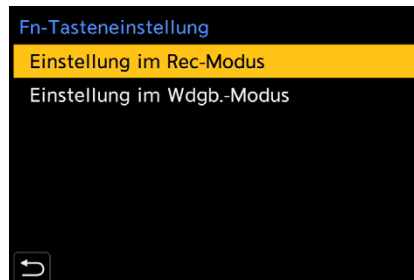 Fn-Tasteneinstellung
Einstellung im Rec-Modus
Einstellung im Wdgb.-Modus